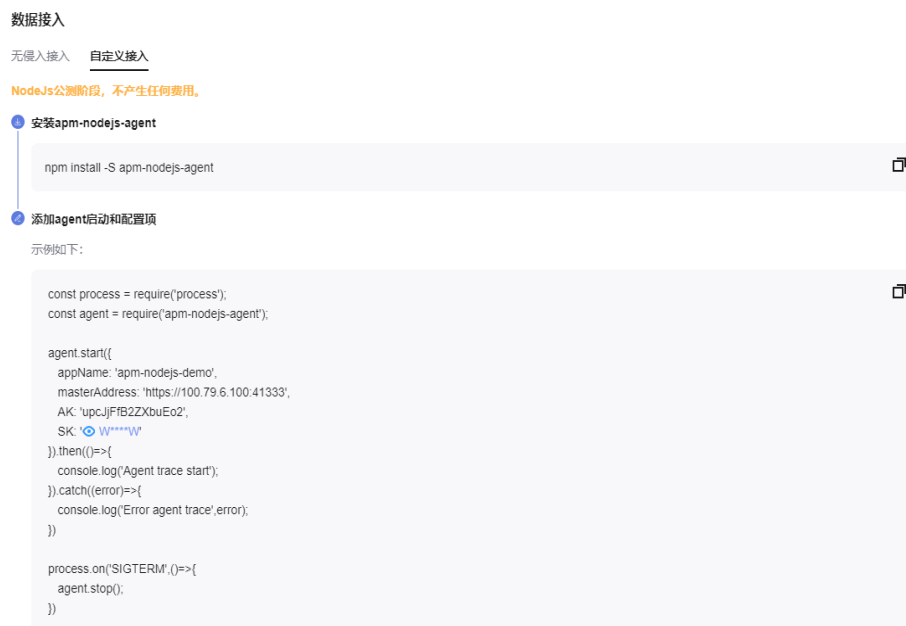 数据接入
无侵入接入 自定义接入
NodeJs公测阶段，不产生任何费用。
安装apm-nodejs-agent
npm install -S apm-nodejs-agent
添加agent启动和配置项
示例如下：
const process = require('process');
const agent = require('apm-nodejs-agent');
agent.start({
appName: 'apm-nodejs-demo',
masterAddress: 'https://100.79.6.100:41333',
AK: 'upcJjFfB2ZXbuEo2',
SK: 'W****W'
}).then(()=>{
console.log('Agent trace start');
}).catch((error)=>{
console.log('Error agent trace',error);
})
process.on('SIGTERM',()=>{
agent.stop();
})